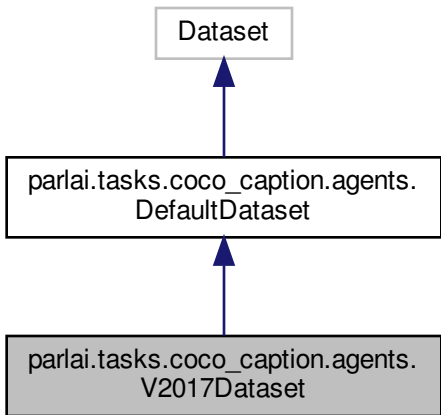 Dataset
parlai.tasks.coco_caption.agents.
DefaultDataset
parlai.tasks.coco_caption.agents.
V2017Dataset